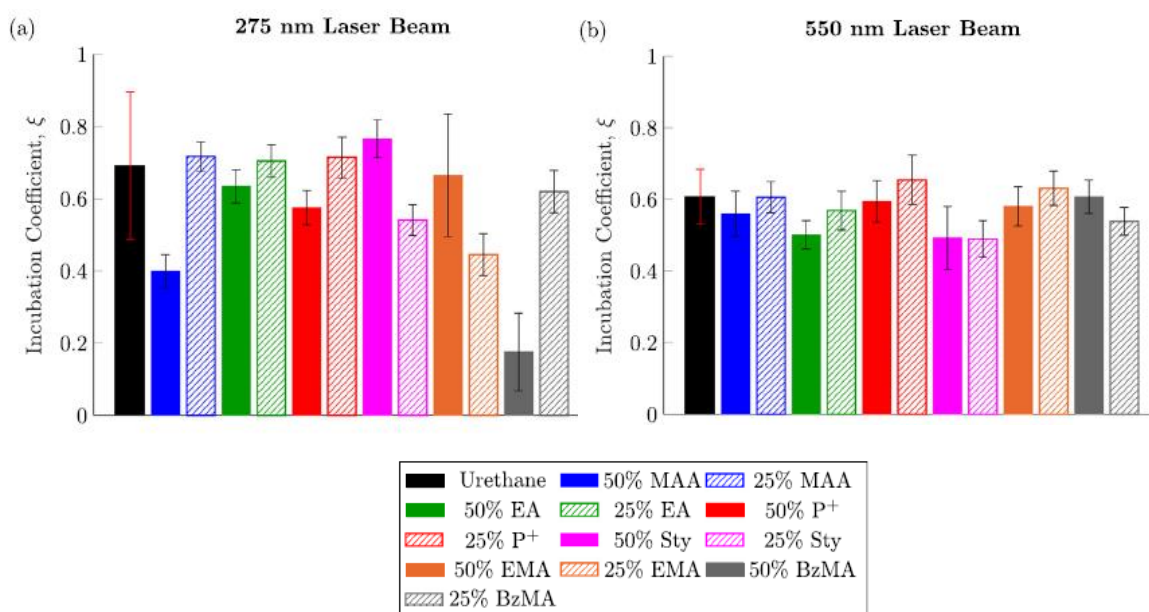 (a)
275 nm Laser Beam
Incubation Coefficient, ξ
1
0.8
0.6
0.4
0.2
0
(b)
550 nm Laser Beam
Incubation Coefficient, ξ
1
0.8
0.6
0.4
0.2
0
Urethane 50% MAA 25% MAA
50% EA 25% EA 50% P⁺
25% P⁺ 50% Sty 25% Sty
50% EMA 25% EMA 50% BzMA
25% BzMA